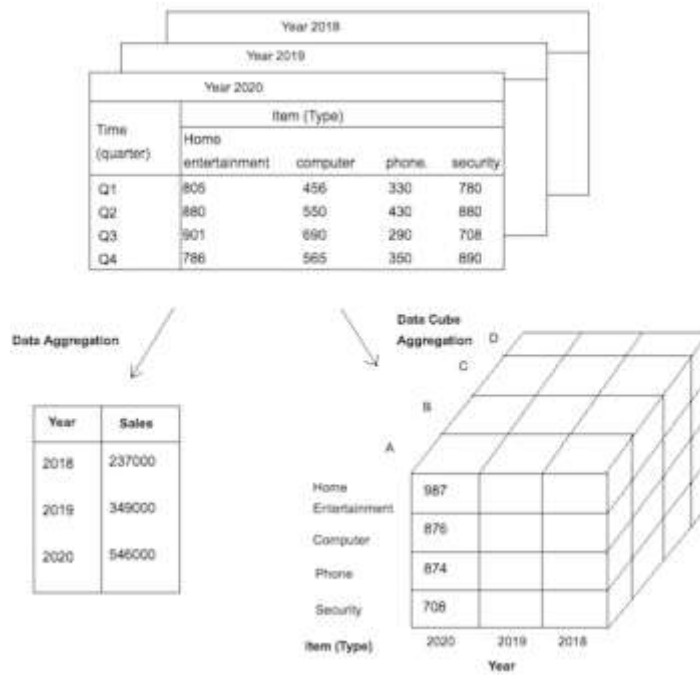 Year 2018
Year 2019
Year 2020
Time (quarter)
Item (Type)
Home entertainment computer phone. security
Q1 805 456 330 780
Q2 880 550 430 880
Q3 901 690 290 708
Q4 786 565 350 890
Data Aggregation
Data Cube
Aggregation
D
C
B
A
Year Sales
2018 237000
2019 349000
2020 546000
Home
Entertainment 987
Computer 876
Phone 874
Security 708
Item (Type)
2020 2019 2018
Year